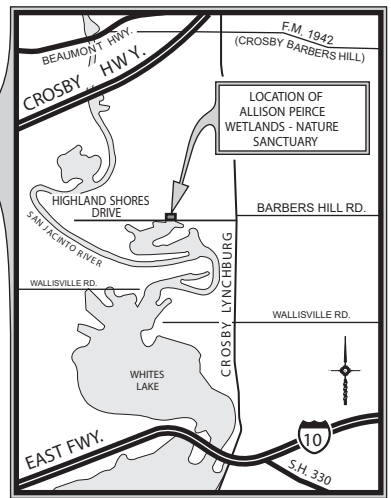 F.M. 1942
(CROSBY BARBERS HILL)
BEAUMONT HWY.
CROSBY HWY.
LOCATION OF
ALLISON PEIRCE
WETLANDS - NATURE
SANCTUARY
HIGHLAND SHORES
DRIVE
BARBERS HILL RD.
SAN JACINTO RIVER
CROSBY LYNCHBURG
WALLISVILLE RD.
WALLISVILLE RD.
WHITES
LAKE
EAST FWY.
10
S.H. 330